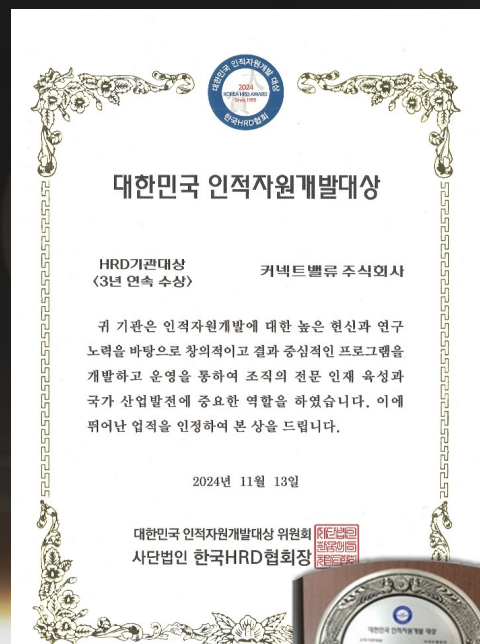 대한민국 인적자원개발 대상
2024
KOREA HRD AWARD
Since 1995
한국HRD협회
대한민국 인적자원개발대상
HRD기관대상
<3년 연속 수상>
커넥트밸류 주식회사
귀 기관은 인적자원개발에 대한 높은 헌신과 연구
노력을 바탕으로 창의적이고 결과 중심적인 프로그램을
개발하고 운영을 통하여 조직의 전문 인재 육성과
국가 산업발전에 중요한 역할을 하였습니다. 이에
뛰어난 업적을 인정하여 본 상을 드립니다.
2024년 11월 13일
대한민국 인적자원개발대상 위원회
사단법인 한국HRD협회장
대한민국 인적자원개발 대상